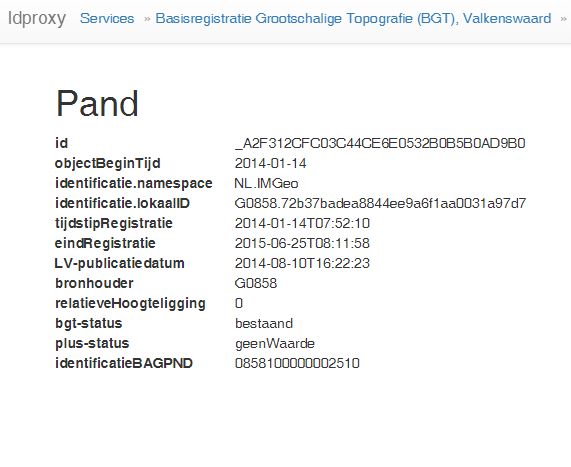 ldproxy Services » Basisregistratie Grootschalige Topografie (BGT), Valkenswaard »
Pand
id _A2F312CFC03C44CE6E0532B0B5B0AD9B0
objectBeginTijd 2014-01-14
identificatie.namespace NL.IMGeo
identificatie.lokaalID G0858.72b37badea8844ee9a6f1aa0031a97d7
tijdstipRegistratie 2014-01-14T07:52:10
eindRegistratie 2015-06-25T08:11:58
LV-publicatiedatum 2014-08-10T16:22:23
bronhouder G0858
relatieveHoogteligging 0
bgt-status bestaand
plus-status geenWaarde
identificatieBAGPND 0858100000002510